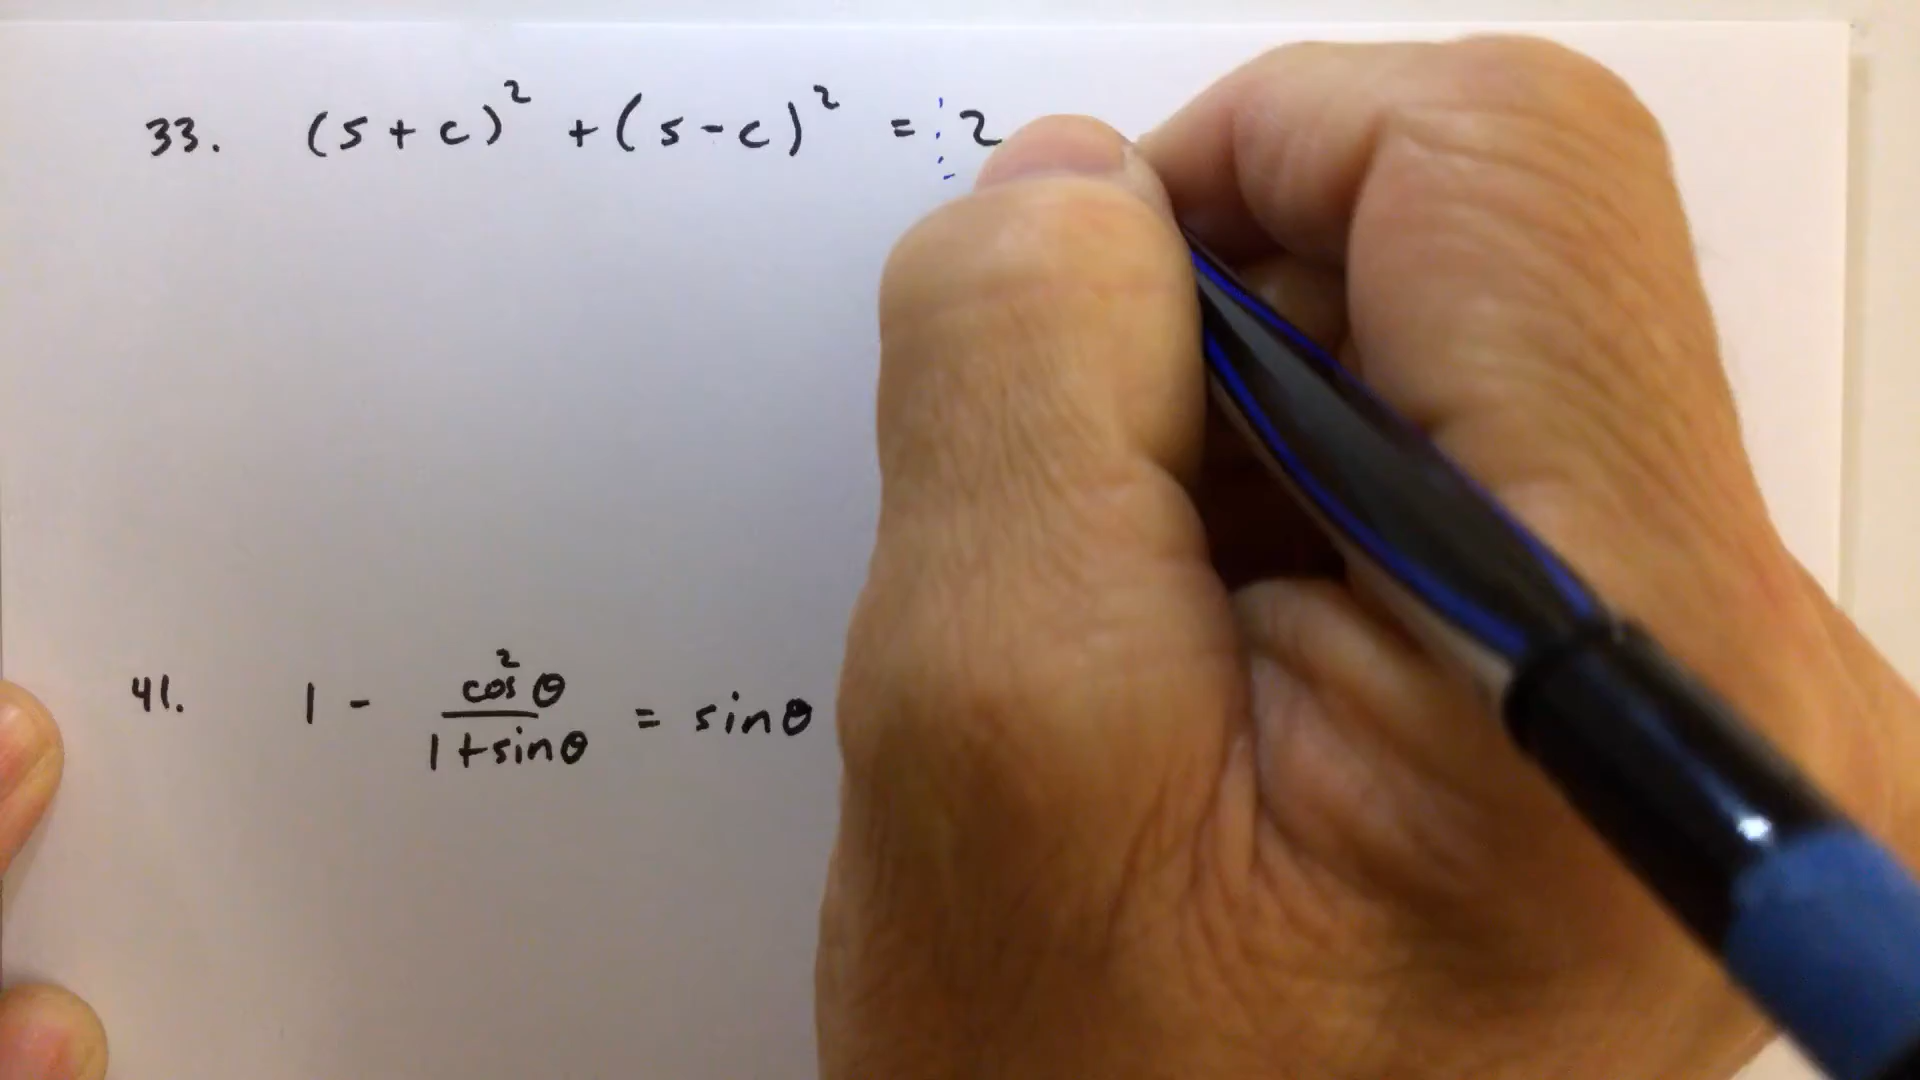 33. (s+c)² + (s-c)² = 2
41. 1 - cos²θ / 1+sinθ = sinθ